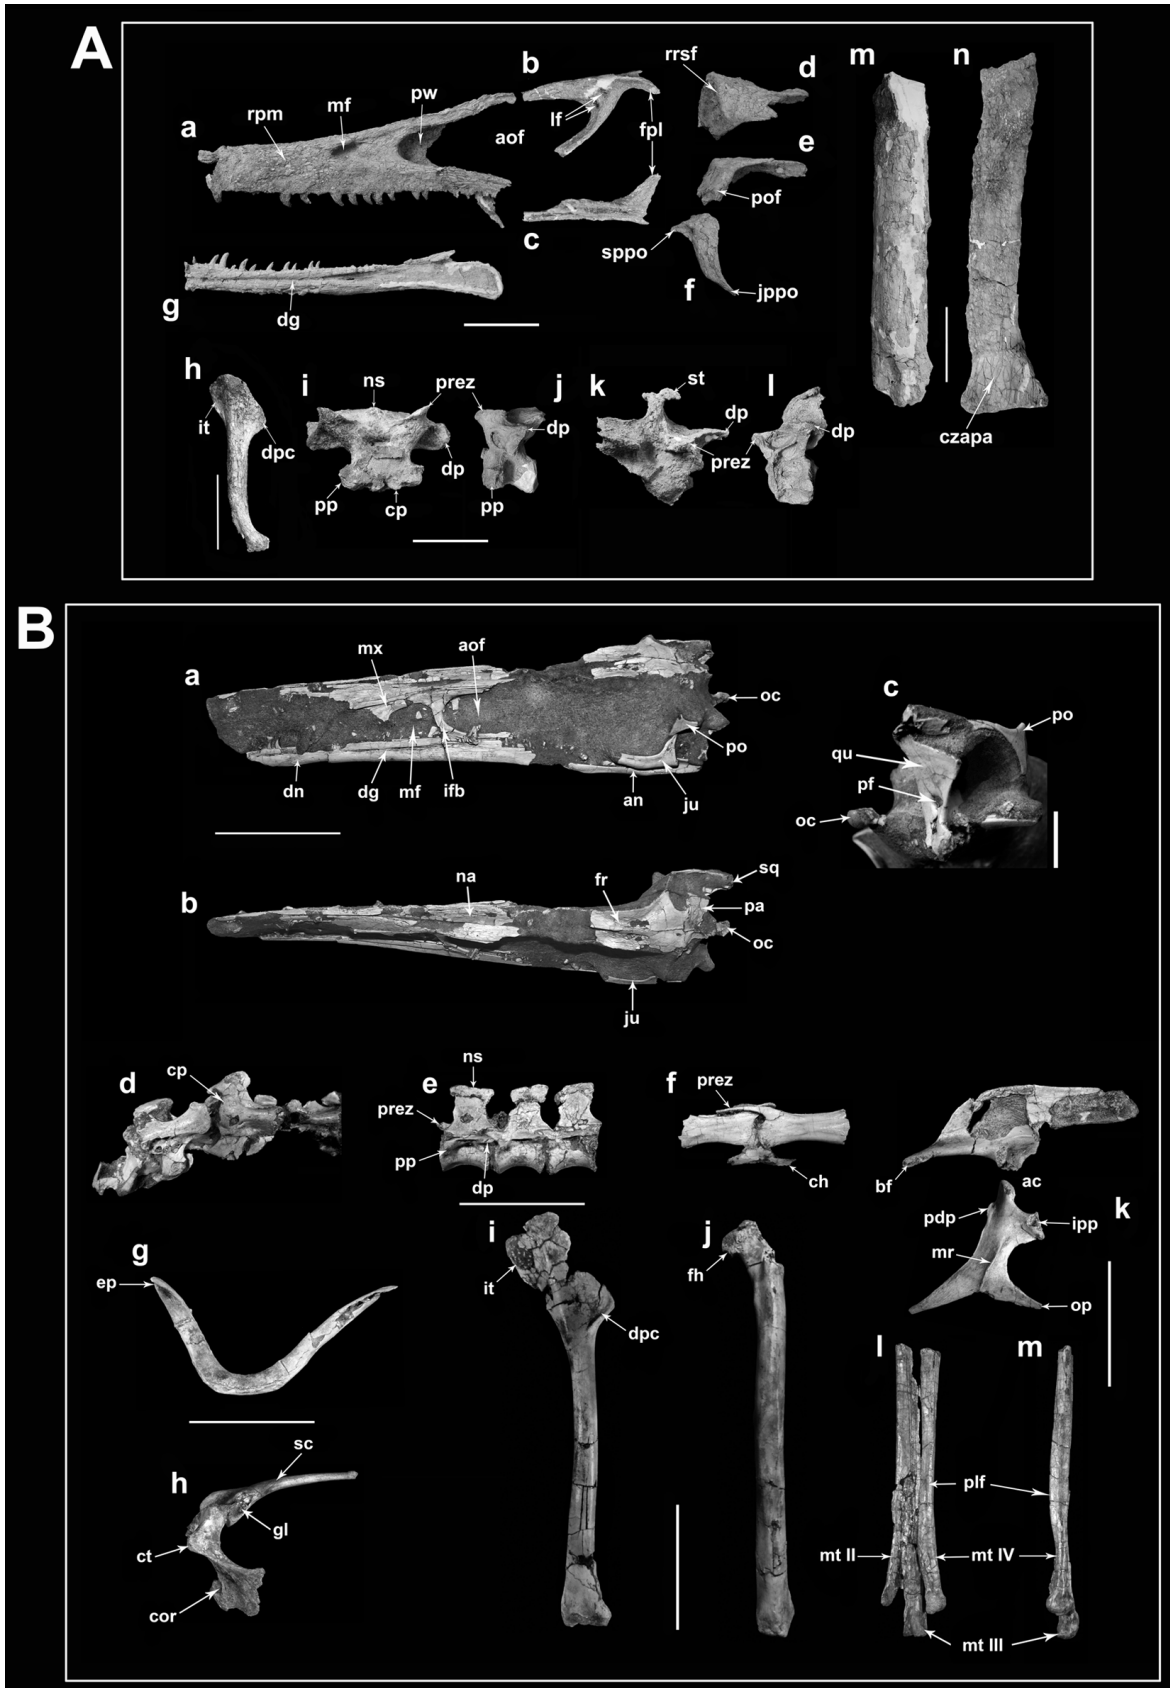 A
a
rpm
mf
pw
b
lf
aof
fpl
c
rrsf
d
e
pof
sppo
f
jppo
g
dg
m
n
czapa
h
it
dpc
i
ns
prez
j
dp
dp
pp
cp
pp
k
st
l
dp
dp
prez
B
a
mx
aof
oc
po
dn
dg
mf
ifb
an
ju
c
po
qu
pf
oc
b
na
fr
sq
pa
oc
ju
d
cp
e
ns
prez
pp
dp
f
prez
ch
bf
ac
k
pdp
ipp
mr
op
g
ep
h
sc
gl
ct
cor
i
it
dpc
j
fh
l
m
plf
mt II
mt IV
mt III